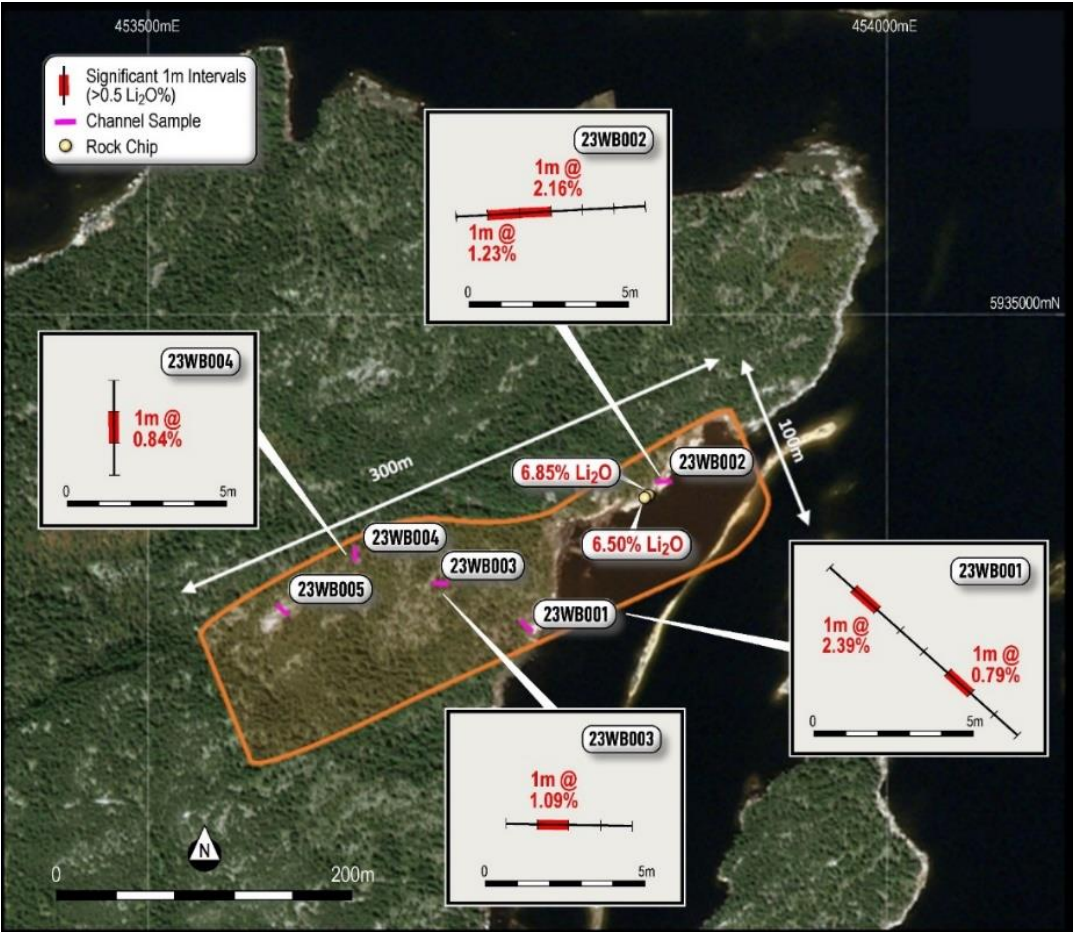 453500mE
454000mE
Significant 1m Intervals
(>0.5 Li₂O%)
Channel Sample
Rock Chip
23WB002
1m @
2.16%
1m @
1.23%
0 5m
5935000mN
23WB004
1m @
0.84%
0 5m
300m
100m
6.85% Li₂O
23WB002
6.50% Li₂O
23WB004
23WB003
23WB005
23WB001
23WB001
1m @
2.39%
1m @
0.79%
0 5m
23WB003
1m @
1.09%
0 5m
N
0 200m